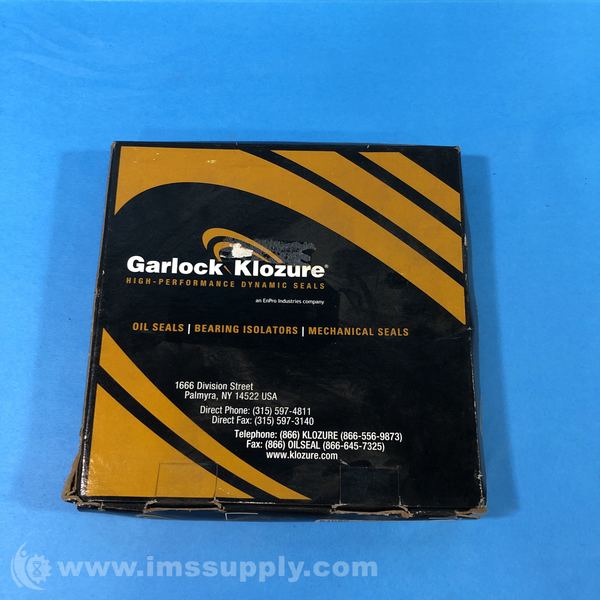 Garlock Klozure®
HIGH-PERFORMANCE DYNAMIC SEALS
an EnPro Industries company
OIL SEALS | BEARING ISOLATORS | MECHANICAL SEALS
1666 Division Street
Palmyra, NY 14522 USA
Direct Phone: (315) 597-4811
Direct Fax: (315) 597-3140
Telephone: (866) KLOZURE (866-556-9873)
Fax: (866) OILSEAL (866-645-7325)
www.klozure.com
www.imssupply.com